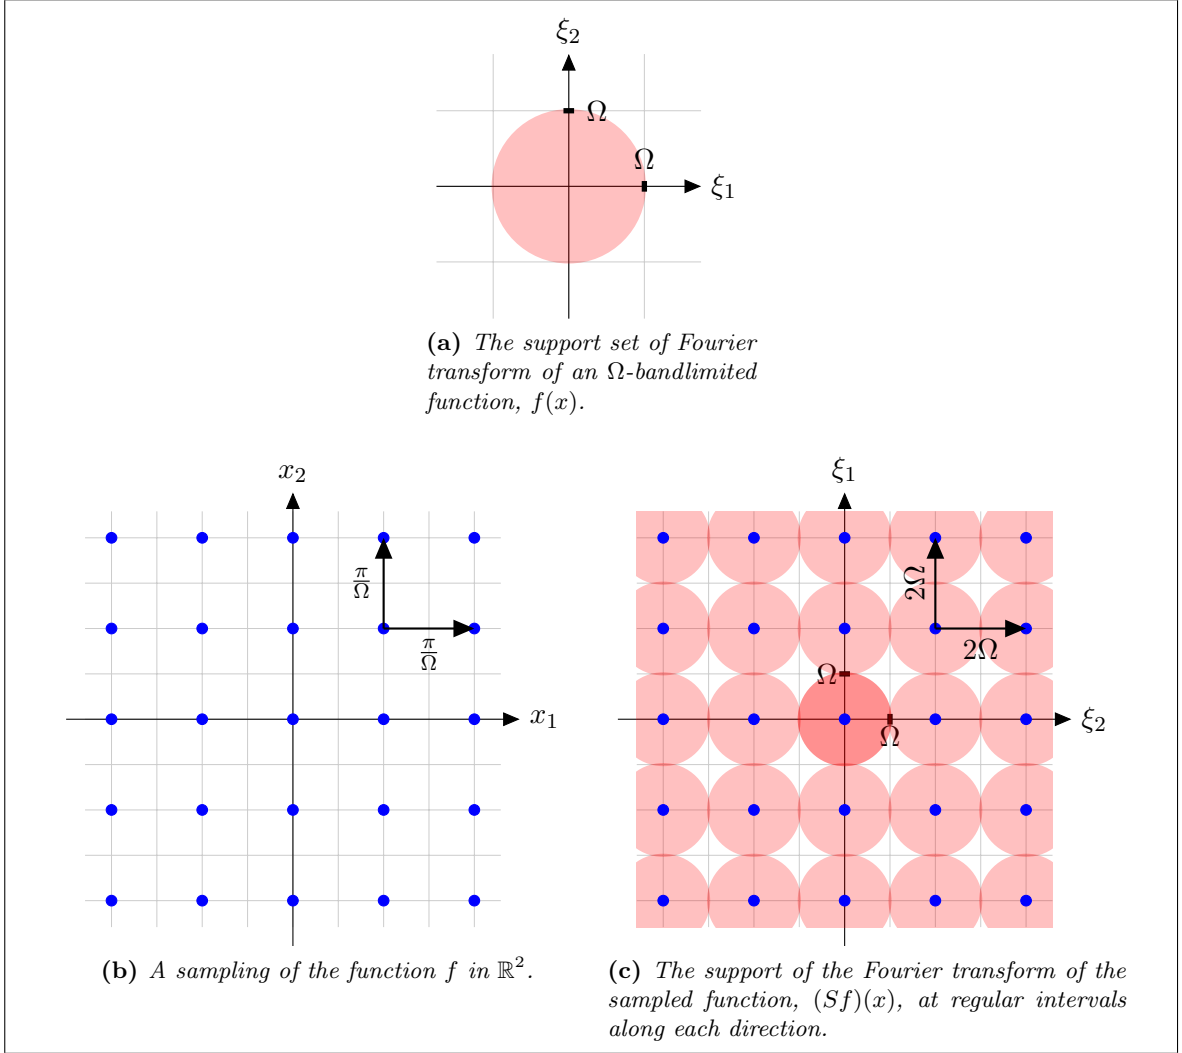 ξ₂
Ω
Ω
ξ₁
(a) The support set of Fourier
transform of an Ω-bandlimited
function, f(x).
x₂
π/Ω
π/Ω
x₁
(b) A sampling of the function f in ℝ².
ξ₁
2Ω
2Ω
Ω
Ω
ξ₂
(c) The support of the Fourier transform of the
sampled function, (Sf)(x), at regular intervals
along each direction.